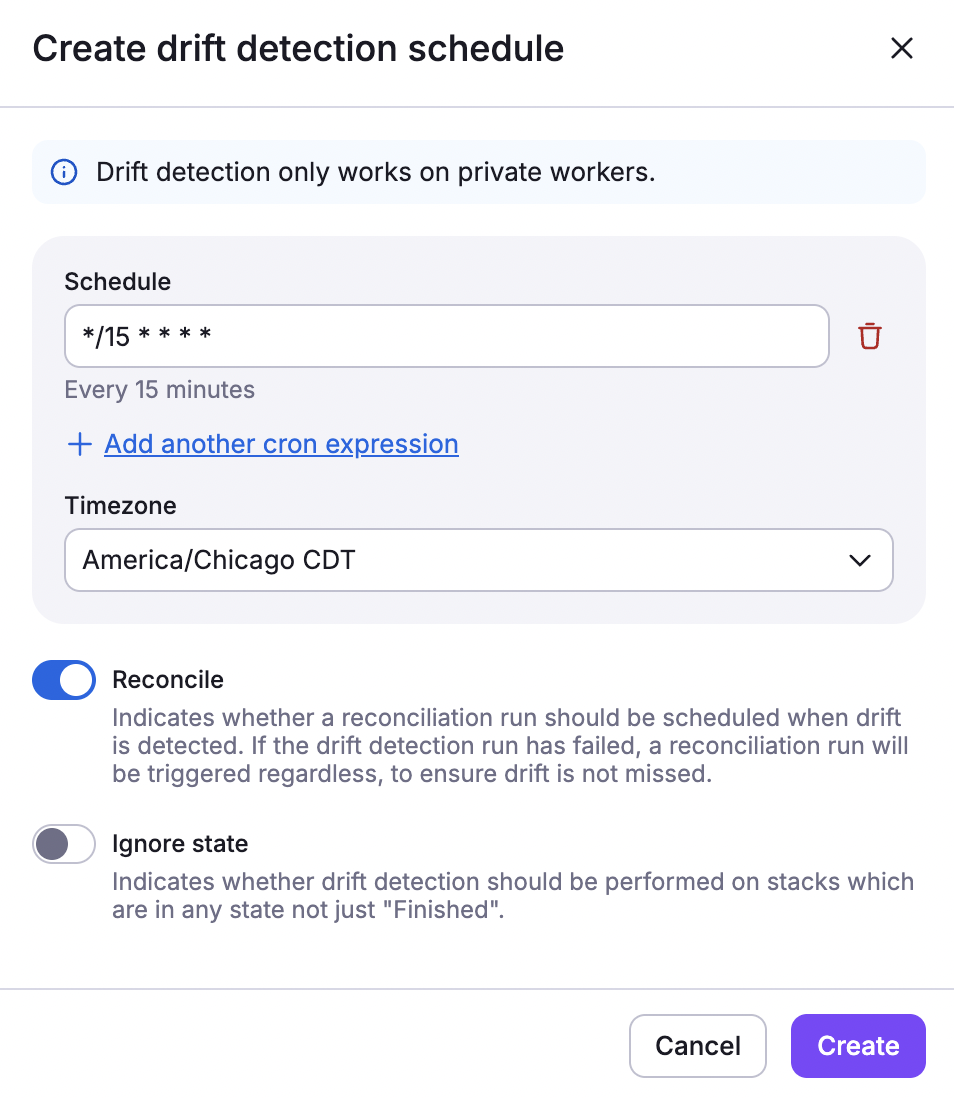 Create drift detection schedule
Drift detection only works on private workers.
Schedule
*/15 * * * *
Every 15 minutes
Add another cron expression
Timezone
America/Chicago CDT
Reconcile
Indicates whether a reconciliation run should be scheduled when drift
is detected. If the drift detection run has failed, a reconciliation run will
be triggered regardless, to ensure drift is not missed.
Ignore state
Indicates whether drift detection should be performed on stacks which
are in any state not just "Finished".
Cancel
Create